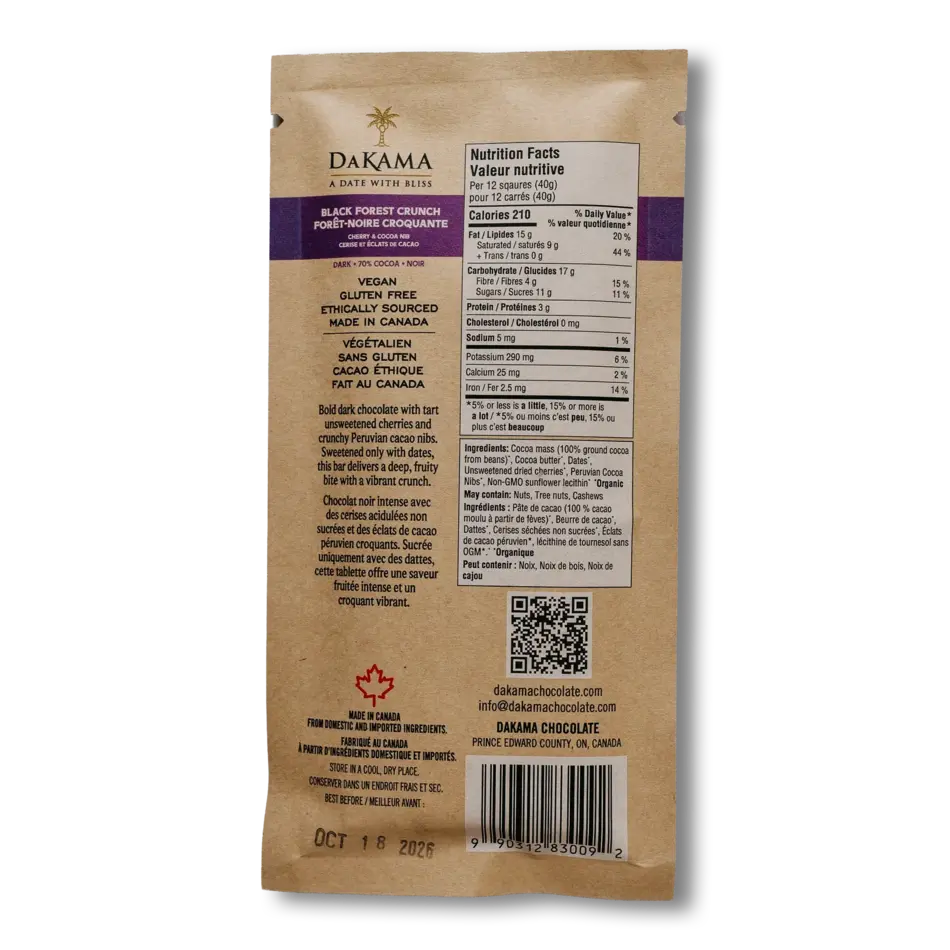 DAKAMA
A DATE WITH BLISS
BLACK FOREST CRUNCH
FORÊT-NOIRE CROQUANTE
CHERRY & COCOA NIB
CERISE ET ÉCLATS DE CACAO
DARK • 70% COCOA • NOIR
VEGAN
GLUTEN FREE
ETHICALLY SOURCED
MADE IN CANADA
VÉGÉTALIEN
SANS GLUTEN
CACAO ÉTHIQUE
FAIT AU CANADA
Bold dark chocolate with tart
unsweetened cherries and
crunchy Peruvian cacao nibs.
Sweetened only with dates,
this bar delivers a deep, fruity
bite with a vibrant crunch.
Chocolat noir intense avec
des cerises acidulées non
sucrées et des éclats de cacao
péruvien croquants. Sucrée
uniquement avec des dattes,
cette tablette offre une saveur
fruitée intense et un
croquant vibrant.
MADE IN CANADA
FROM DOMESTIC AND IMPORTED INGREDIENTS.
FABRIQUÉ AU CANADA
À PARTIR D'INGRÉDIENTS DOMESTIQUE ET IMPORTÉS.
STORE IN A COOL, DRY PLACE.
CONSERVER DANS UN ENDROIT FRAIS ET SEC.
BEST BEFORE / MEILLEUR AVANT :
OCT 18 2026
Nutrition Facts
Valeur nutritive
Per 12 sqaures (40g)
pour 12 carrés (40g)
Calories 210 % Daily Value*
% valeur quotidienne*
Fat / Lipides 15 g 20 %
Saturated / saturés 9 g
+ Trans / trans 0 g 44 %
Carbohydrate / Glucides 17 g
Fibre / Fibres 4 g 15 %
Sugars / Sucres 11 g 11 %
Protein / Protéines 3 g
Cholesterol / Cholestérol 0 mg
Sodium 5 mg 1 %
Potassium 290 mg 6 %
Calcium 25 mg 2 %
Iron / Fer 2.5 mg 14 %
*5% or less is a little, 15% or more is
a lot / *5% ou moins c'est peu, 15% ou
plus c'est beaucoup
Ingredients: Cocoa mass (100% ground cocoa
from beans)*, Cocoa butter*, Dates*,
Unsweetened dried cherries*, Peruvian Cocoa
Nibs*, Non-GMO sunflower lecithin* *Organic
May contain: Nuts, Tree nuts, Cashews
Ingrédients : Pâte de cacao (100 % cacao
moulu à partir de fèves)*, Beurre de cacao*,
Dattes*, Cerises séchées non sucrées*, Éclats
de cacao péruvien*, lécithine de tournesol sans
OGM*.* *Organique
Peut contenir : Noix, Noix de bois, Noix de
cajou
dakamachocolate.com
info@dakamachocolate.com
DAKAMA CHOCOLATE
PRINCE EDWARD COUNTY, ON, CANADA
9 90312 83009 2